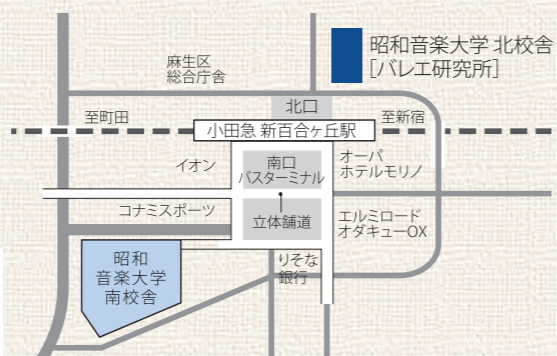 昭和音楽大学 北校舎
[バレエ研究所]
麻生区
総合庁舎
北口
至町田
至新宿
小田急 新百合ヶ丘駅
イオン
南口
バスターミナル
オーパ
ホテルモリノ
コナミスポーツ
立体舗道
エルミロード
オダキューOX
昭和
音楽大学
南校舎
りそな
銀行